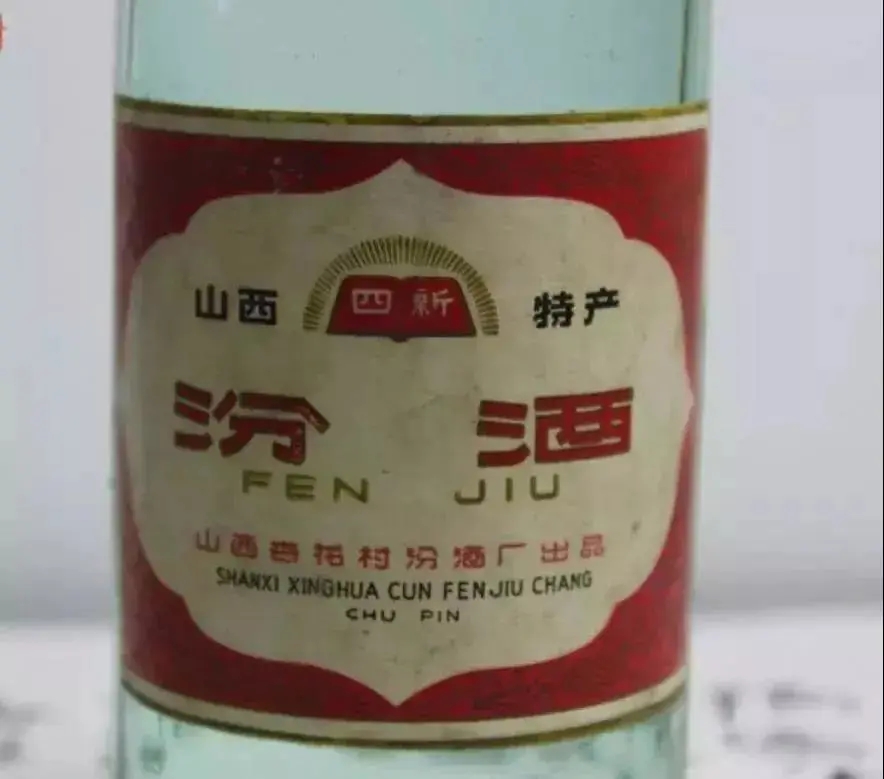 山西 四新 特产
汾酒
FEN JIU
山西杏花村汾酒厂出品
SHANXI XINGHUA CUN FENJIU CHANG
CHU PIN